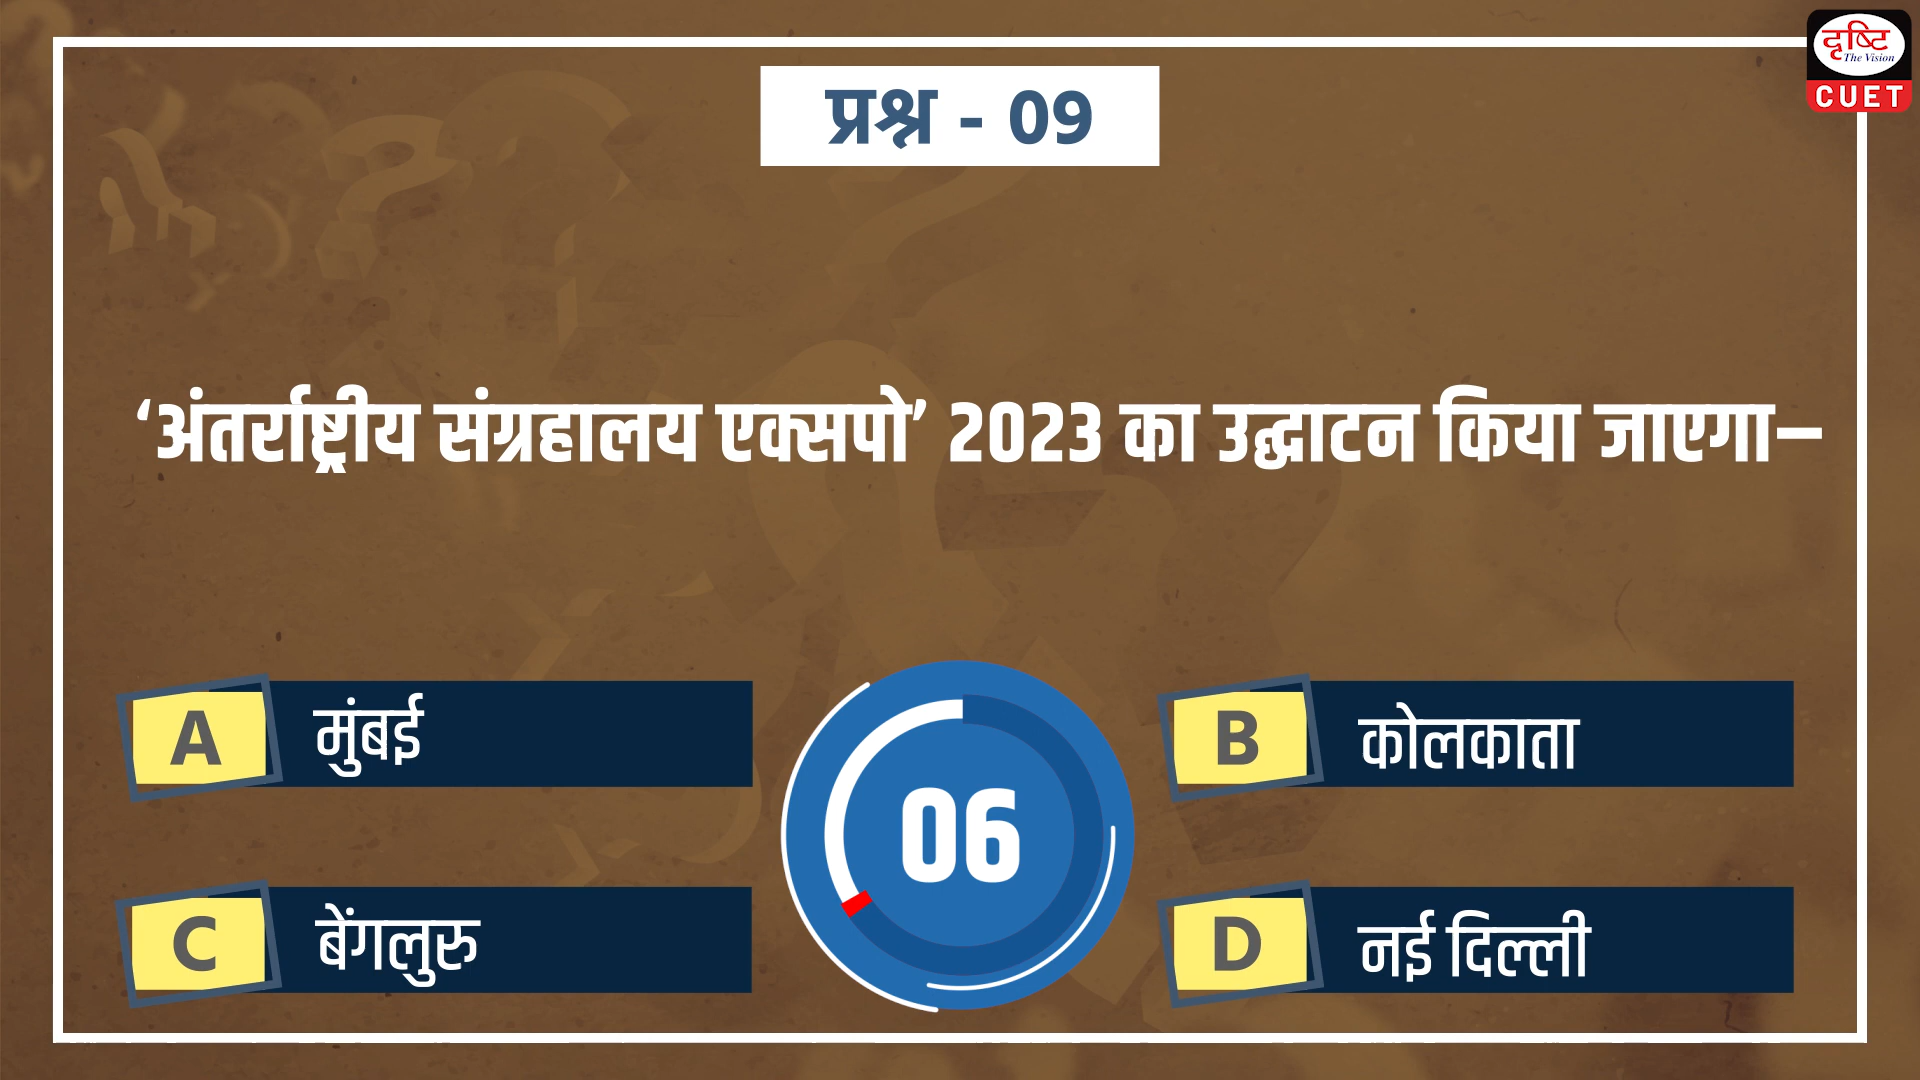 दृष्टि
The Vision
CUET
प्रश्न - 09
‘अंतर्राष्ट्रीय संग्रहालय एक्सपो’ 2023 का उद्घाटन किया जाएगा–
A मुंबई
B कोलकाता
06
C बेंगलुरु
D नई दिल्ली